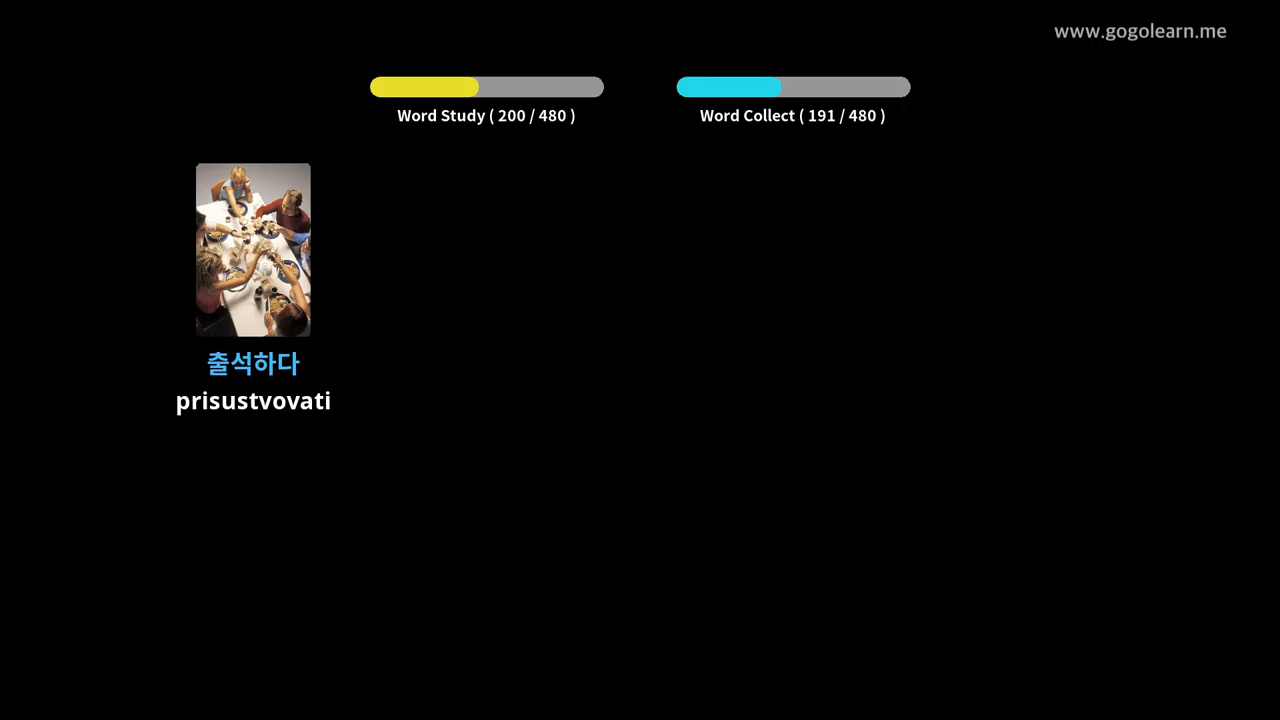 www.gogolearn.me
Word Study ( 200 / 480 )
Word Collect ( 191 / 480 )
출석하다
prisustvovati